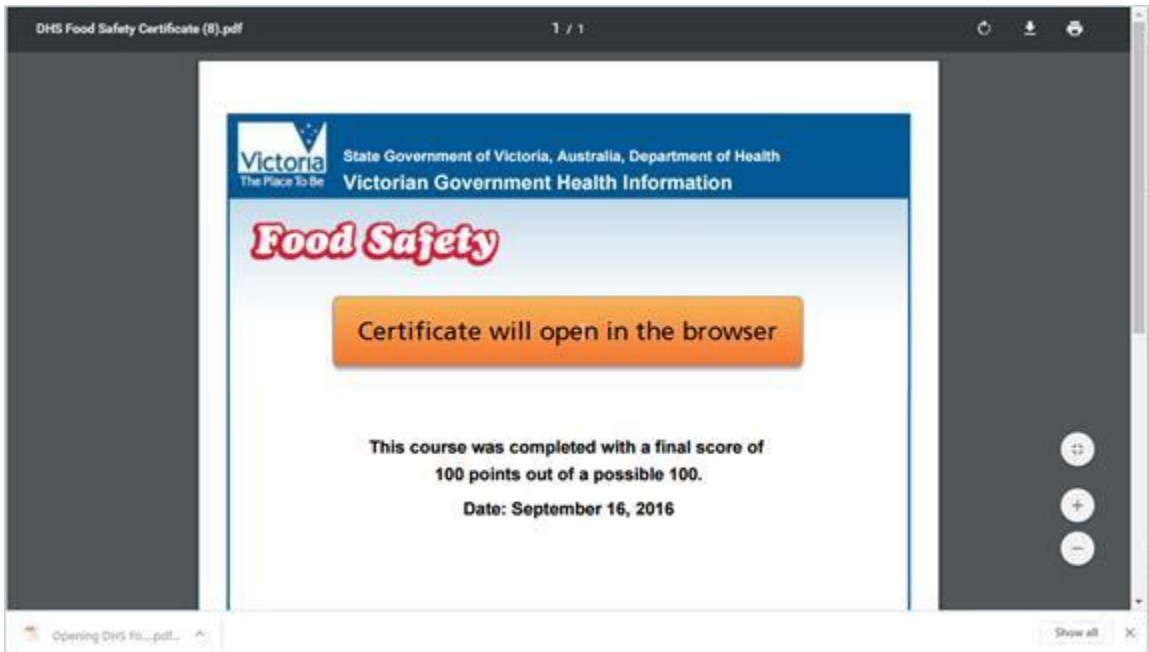 DHS Food Safety Certificate (8).pdf
1 / 1
Victoria
The Place To Be
State Government of Victoria, Australia, Department of Health
Victorian Government Health Information
Food Safety
Certificate will open in the browser
This course was completed with a final score of
100 points out of a possible 100.
Date: September 16, 2016
Opening DHS Fo....pdf...
Show all